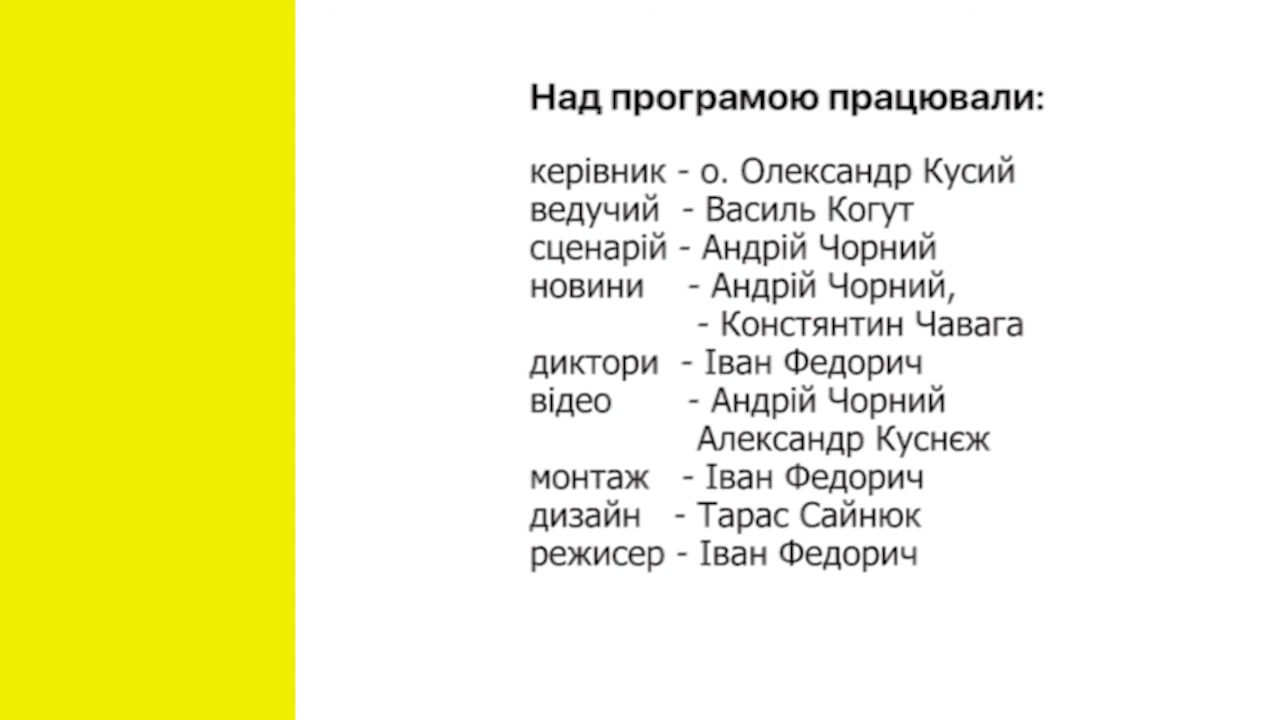 Над програмою працювали:
керівник - о. Олександр Кусий
ведучий - Василь Когут
сценарій - Андрій Чорний
новини - Андрій Чорний,
- Констянтин Чавага
диктори - Іван Федорич
відео - Андрій Чорний
Александр Куснєж
монтаж - Іван Федорич
дизайн - Тарас Сайнюк
режисер - Іван Федорич